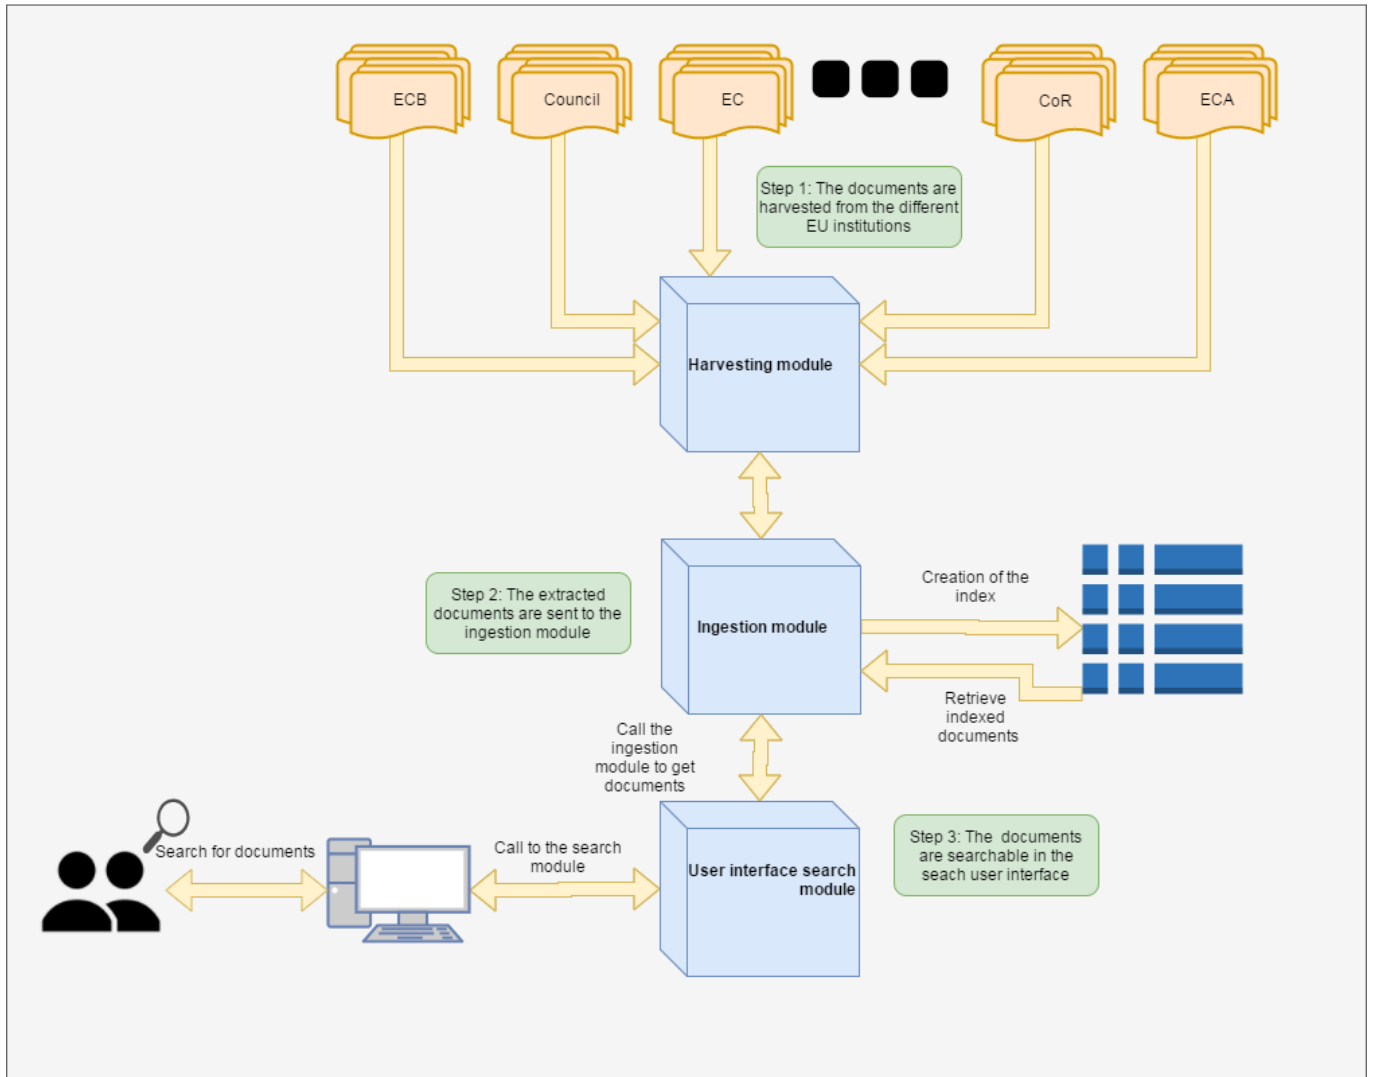 ECB
Council
EC
CoR
ECA
Step 1: The documents are
harvested from the different
EU institutions
Harvesting module
Step 2: The extracted
documents are sent to the
ingestion module
Ingestion module
Creation of the
index
Retrieve
indexed
documents
Call the
ingestion
module to get
documents
Search for documents
Call to the search
module
User interface search
module
Step 3: The documents
are searchable in the
seach user interface